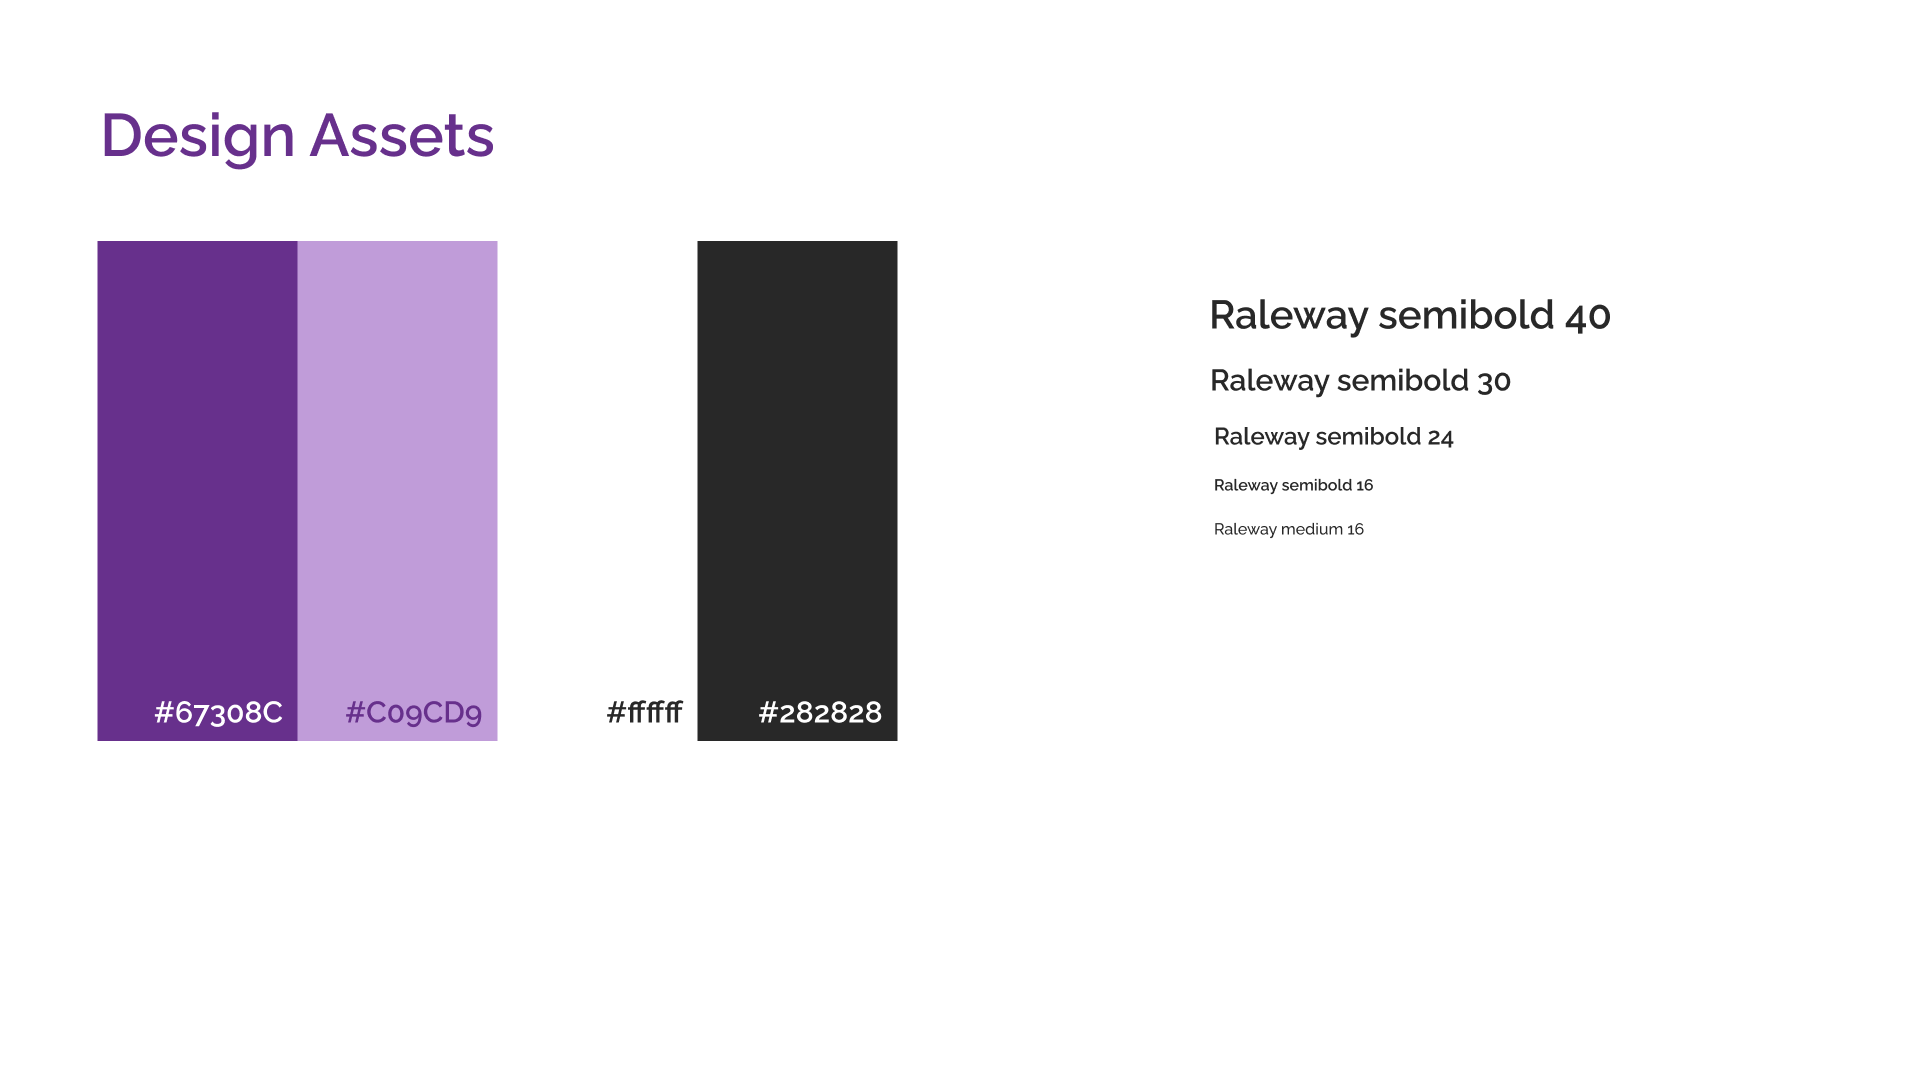 Design Assets
#67308C
#C09CD9
#ffffff
#282828
Raleway semibold 40
Raleway semibold 30
Raleway semibold 24
Raleway semibold 16
Raleway medium 16